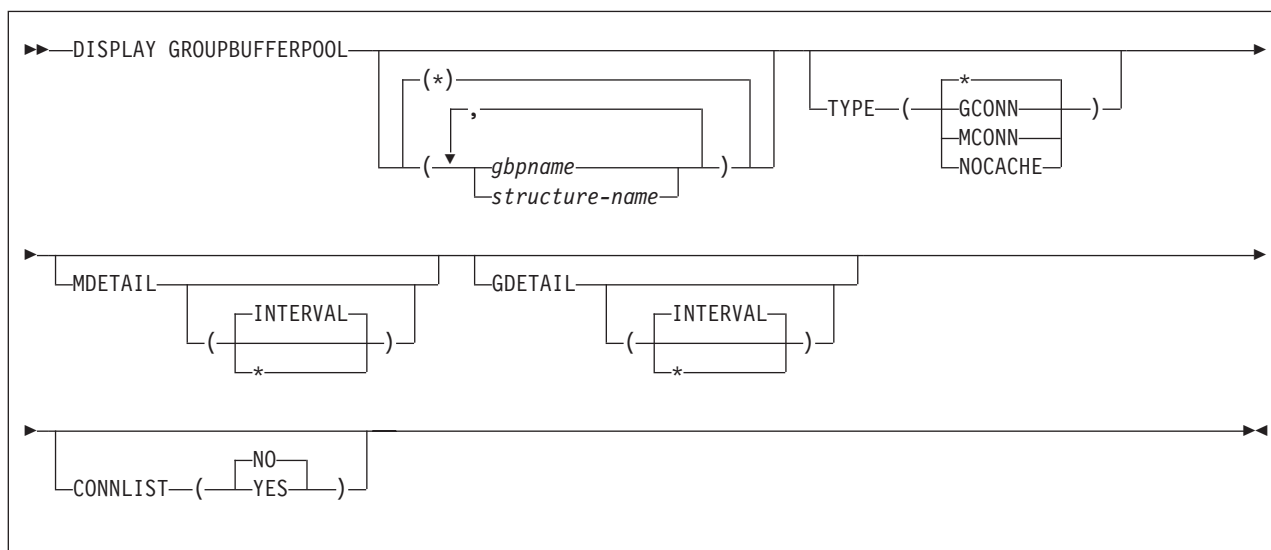 DISPLAY GROUPBUFFERPOOL
(*)
,
( gbpname )
structure-name
TYPE ( * )
GCONN
MCONN
NOCACHE
MDETAIL
INTERVAL
( )
*
GDETAIL
INTERVAL
( )
*
CONNLIST ( NO )
YES